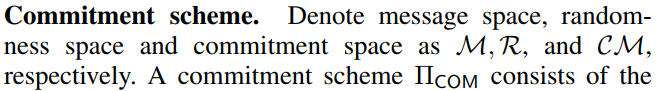 Commitment scheme. Denote message space, random-
ness space and commitment space as ℳ, ℛ, and 𝒞ℳ,
respectively. A commitment scheme Π_COM consists of the